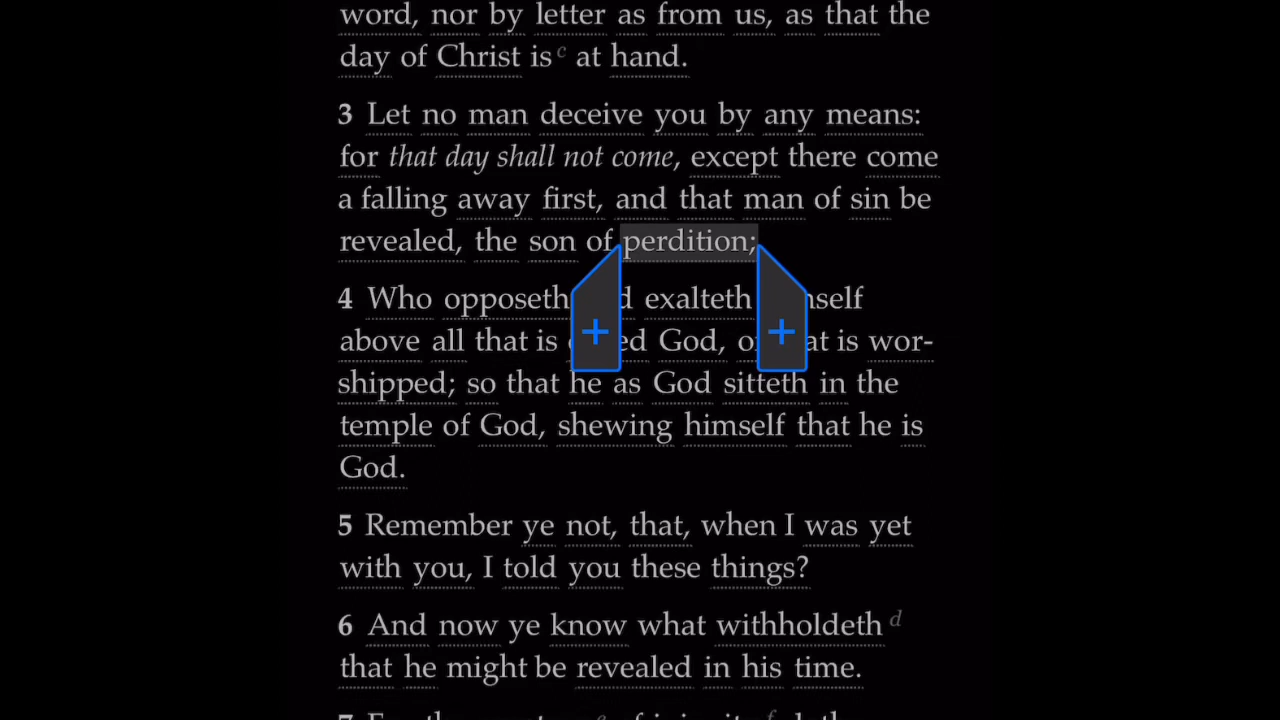 word, nor by letter as from us, as that the
day of Christ is c at hand.
3 Let no man deceive you by any means:
for that day shall not come, except there come
a falling away first, and that man of sin be
revealed, the son of perdition;
4 Who opposeth exalteth
above all that is God, is wor-
shipped; so that he as God sitteth in the
temple of God, shewing himself that he is
God.
5 Remember ye not, that, when I was yet
with you, I told you these things?
6 And now ye know what withholdeth d
that he might be revealed in his time.